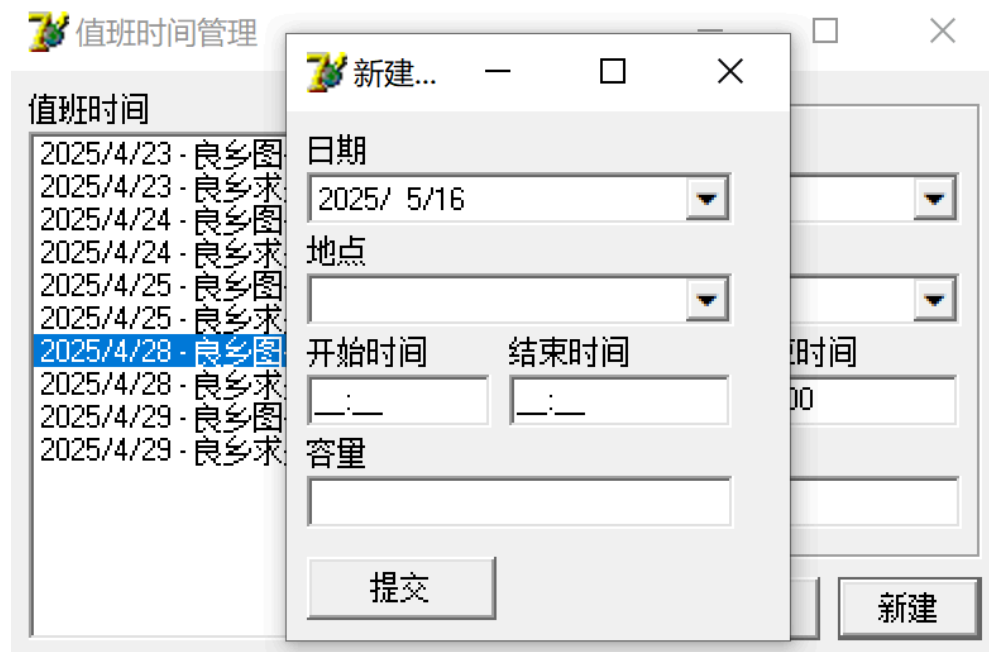 值班时间管理
值班时间
2025/4/23 - 良乡图
2025/4/23 - 良乡求
2025/4/24 - 良乡图
2025/4/24 - 良乡求
2025/4/25 - 良乡图
2025/4/25 - 良乡求
2025/4/28 - 良乡图
2025/4/28 - 良乡求
2025/4/29 - 良乡图
2025/4/29 - 良乡求
新建...
日期
2025/ 5/16
地点
开始时间 结束时间
__:__ __:__
容量
提交
时间
00
新建